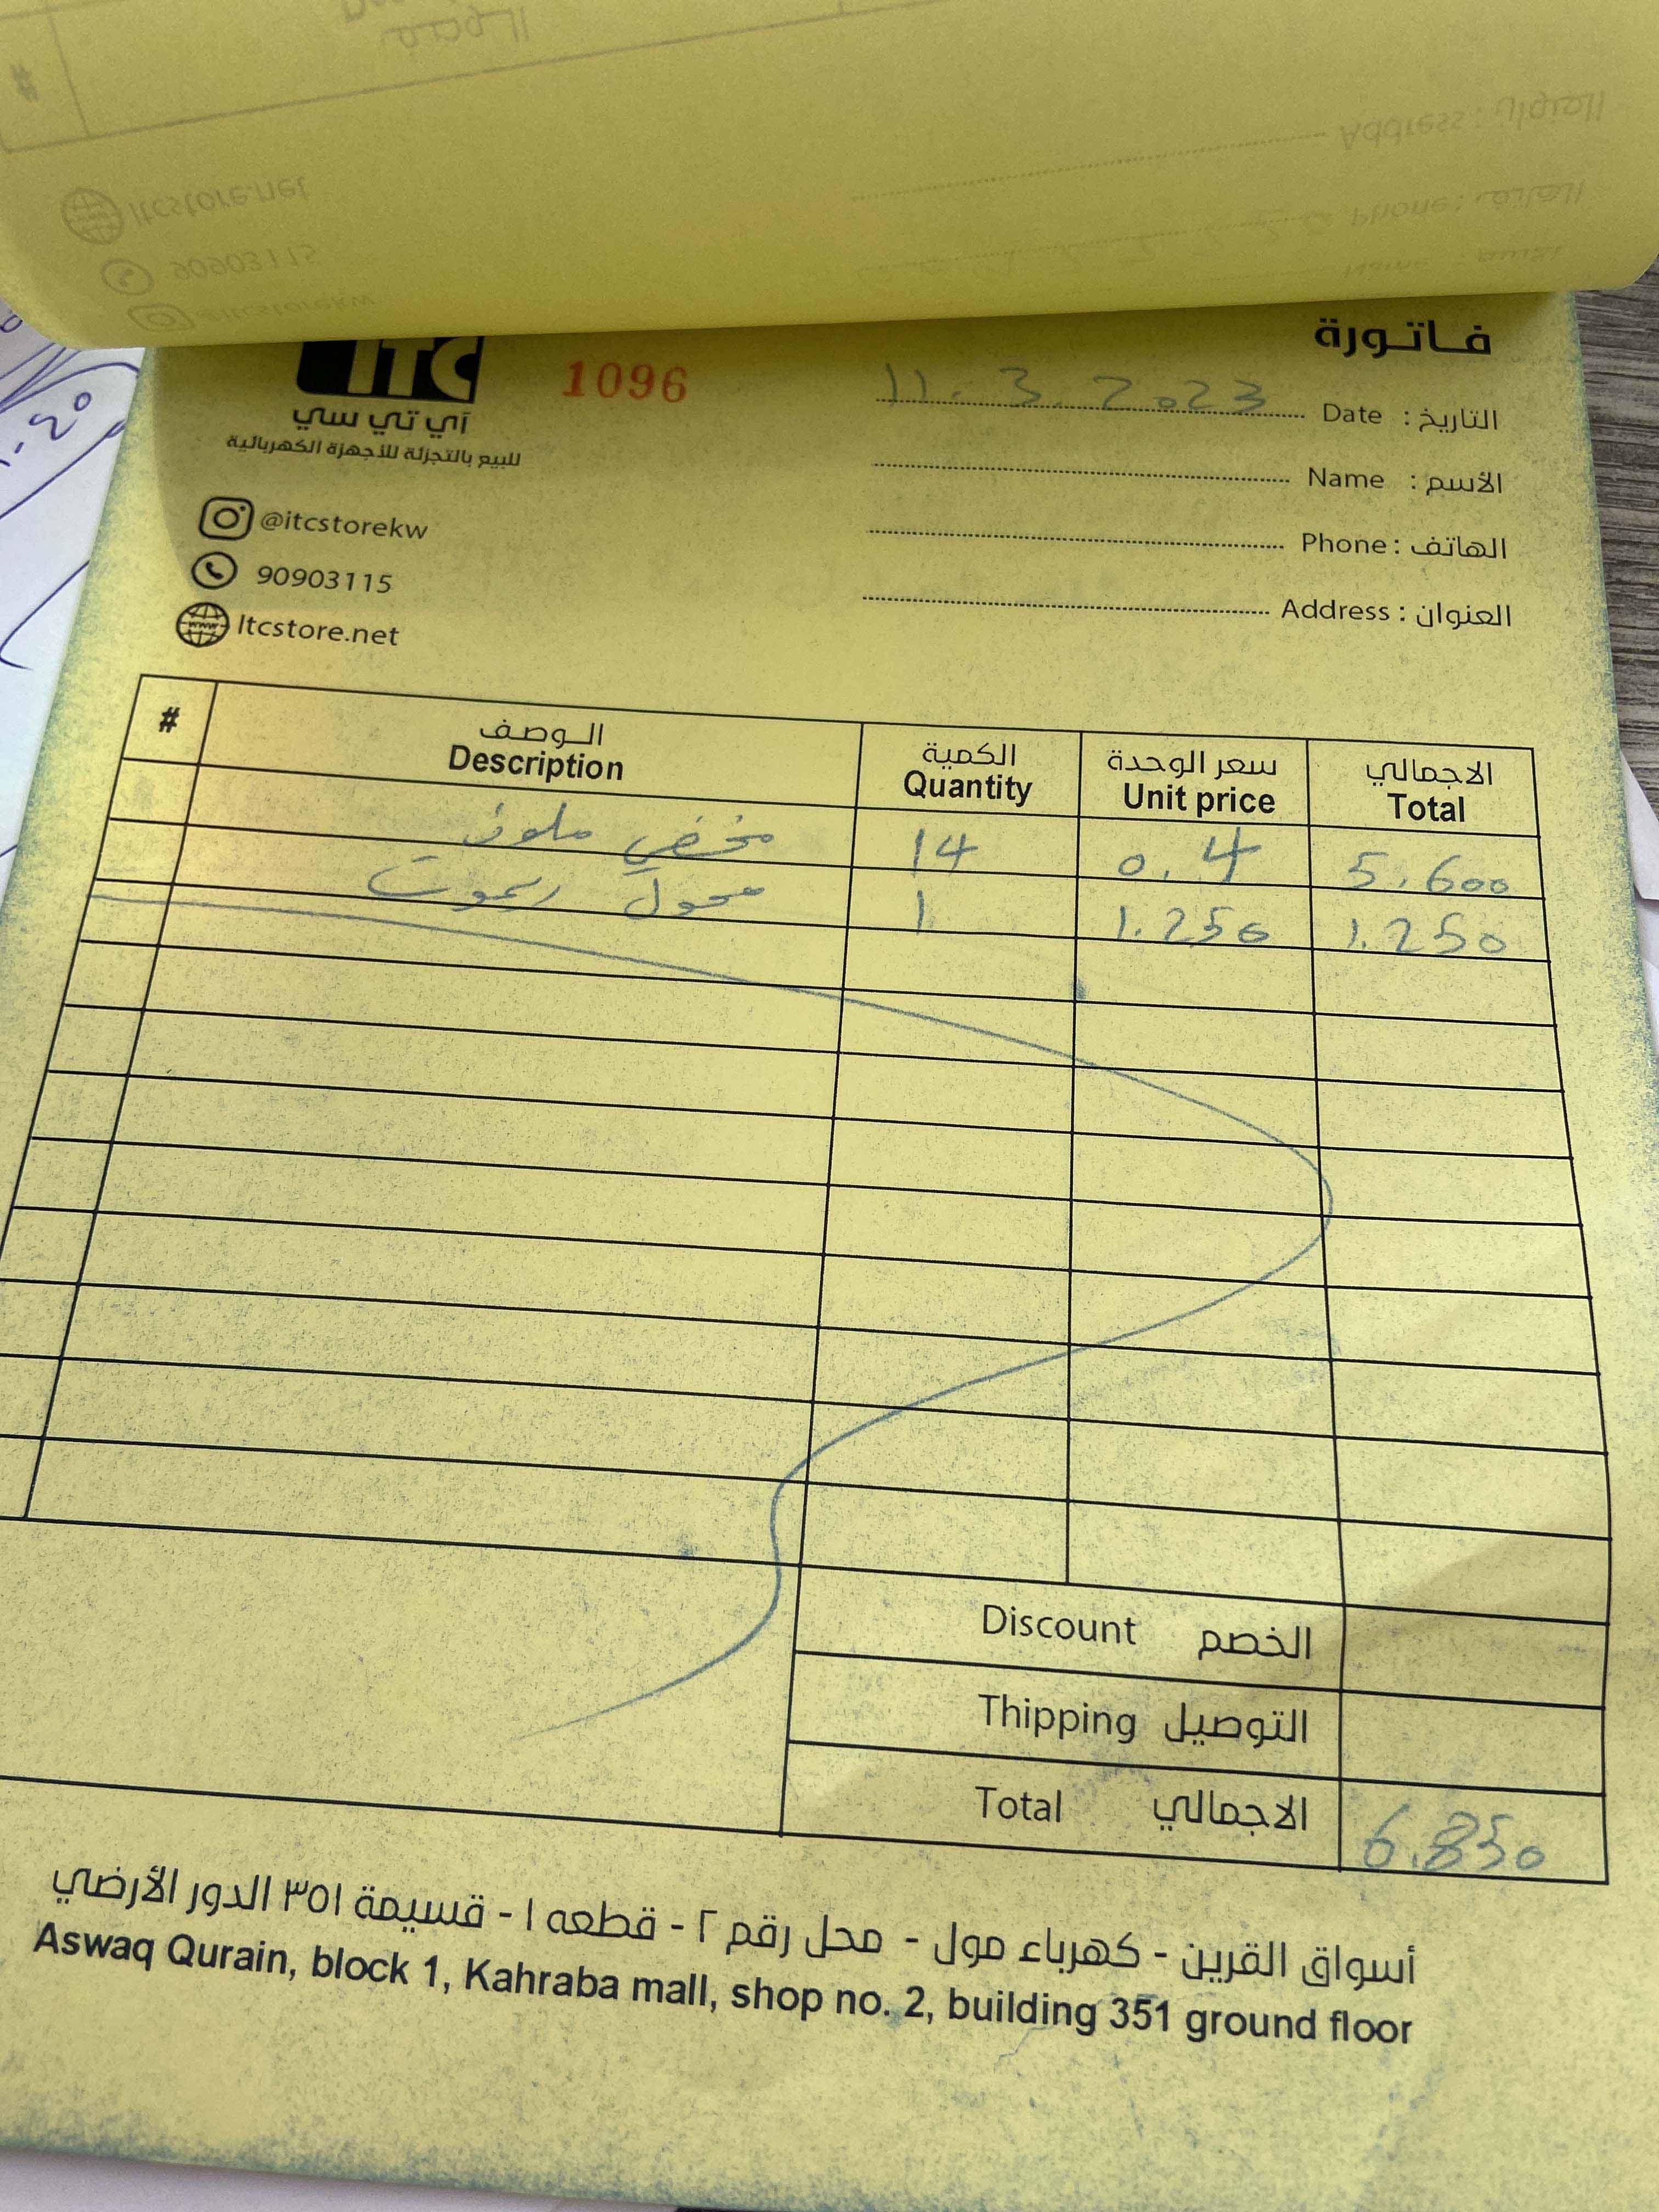 فاتورة
ITC
1096
آي تي سي
للبيع بالتجزئة للأجهزة الكهربائية
التاريخ : Date 11.3.2023
الأسم : Name
الهاتف : Phone
العنوان : Address
@itcstorekw
90903115
Itcstore.net
# الوصف الكمية سعر الوحدة الاجمالي
Description Quantity Unit price Total
مخفي ملون 14 0.4 5.600
محول ريموت 1 1.250 1.250
Discount الخصم
Thipping التوصيل
Total الاجمالي 6.850
أسواق القرين - كهرباء مول - محل رقم ٢ - قطعه ١ - قسيمة ٣٥١ الدور الأرضي
Aswaq Qurain, block 1, Kahraba mall, shop no. 2, building 351 ground floor